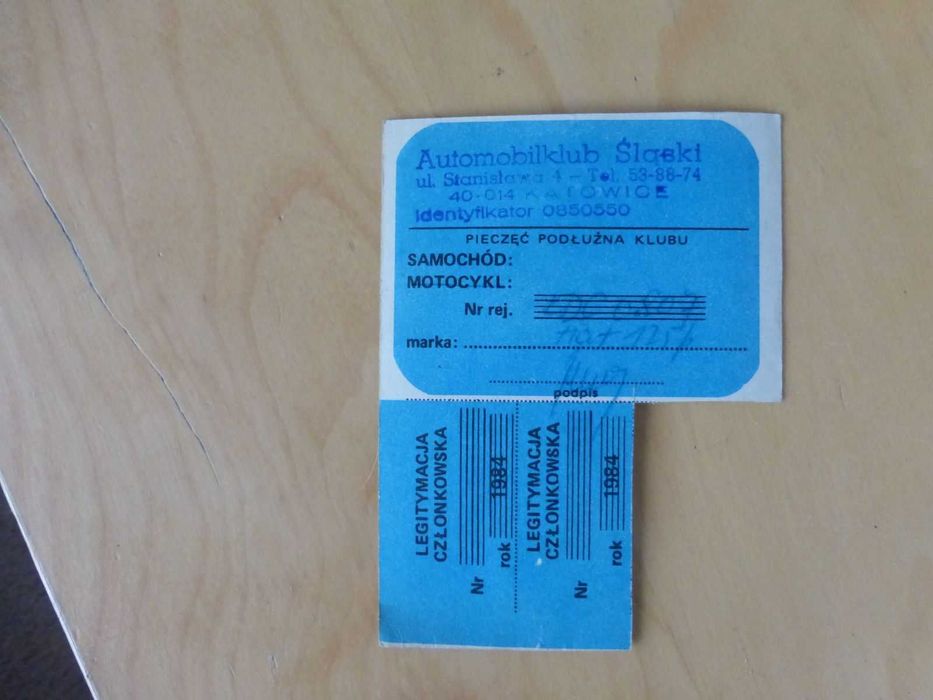 Automobilklub Śląski
ul. Stanisława 4 - Tel. 53-88-74
40-014 KATOWICE
Identyfikator 0850550
PIECZĘĆ PODŁUŻNA KLUBU
SAMOCHÓD:
MOTOCYKL:
Nr rej.
marka:
podpis
LEGITYMACJA
CZŁONKOWSKA
Nr
rok 1984
LEGITYMACJA
CZŁONKOWSKA
Nr
rok 1984